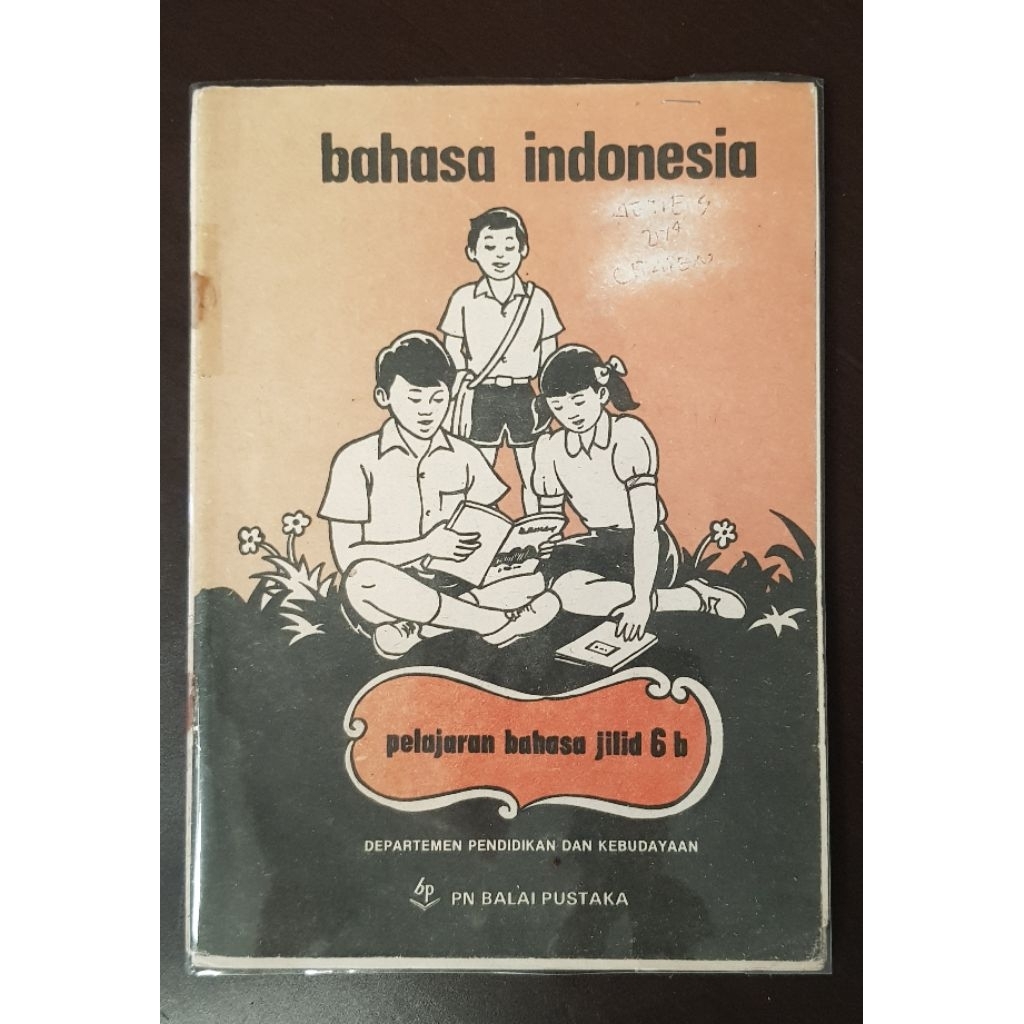 bahasa indonesia
pelajaran bahasa jilid 6 b
DEPARTEMEN PENDIDIKAN DAN KEBUDAYAAN
bp PN BALAI PUSTAKA